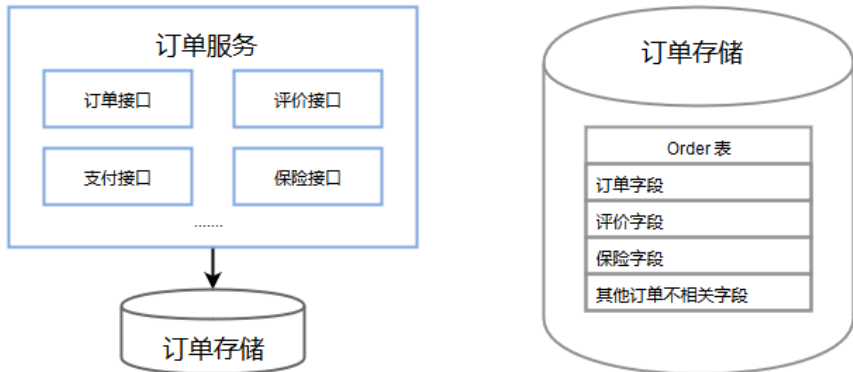 订单服务
订单接口
评价接口
支付接口
保险接口
.......
订单存储
订单存储
Order 表
订单字段
评价字段
保险字段
其他订单不相关字段